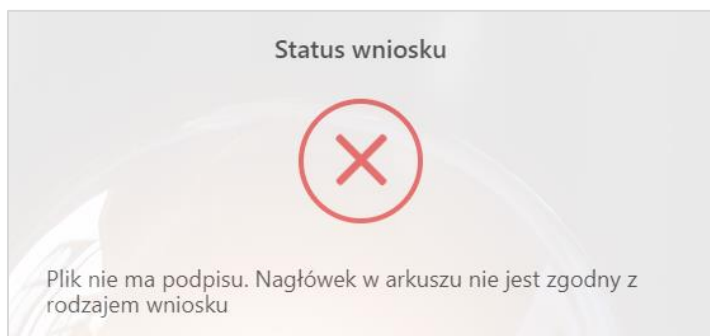 Status wniosku
Plik nie ma podpisu. Nagłówek w arkuszu nie jest zgodny z
rodzajem wniosku